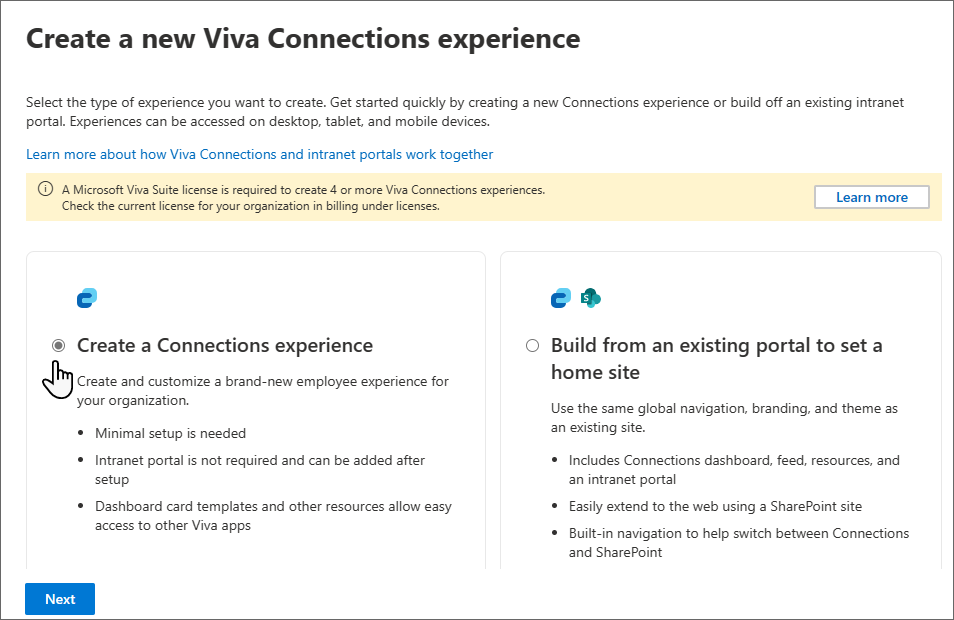 Create a new Viva Connections experience
Select the type of experience you want to create. Get started quickly by creating a new Connections experience or build off an existing intranet
portal. Experiences can be accessed on desktop, tablet, and mobile devices.
Learn more about how Viva Connections and intranet portals work together
A Microsoft Viva Suite license is required to create 4 or more Viva Connections experiences.
Check the current license for your organization in billing under licenses.
Learn more
Create a Connections experience
Create and customize a brand-new employee experience for
your organization.
• Minimal setup is needed
• Intranet portal is not required and can be added after
setup
• Dashboard card templates and other resources allow easy
access to other Viva apps
S
Build from an existing portal to set a
home site
Use the same global navigation, branding, and theme as
an existing site.
• Includes Connections dashboard, feed, resources, and
an intranet portal
• Easily extend to the web using a SharePoint site
• Built-in navigation to help switch between Connections
and SharePoint
Next